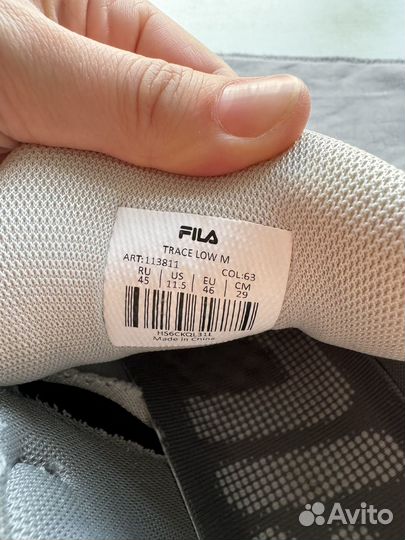 FILA
TRACE LOW M
ART:113811 COL:63
RU US EU CM
45 11.5 46 29
H56CKQL311
Made in China
Avito